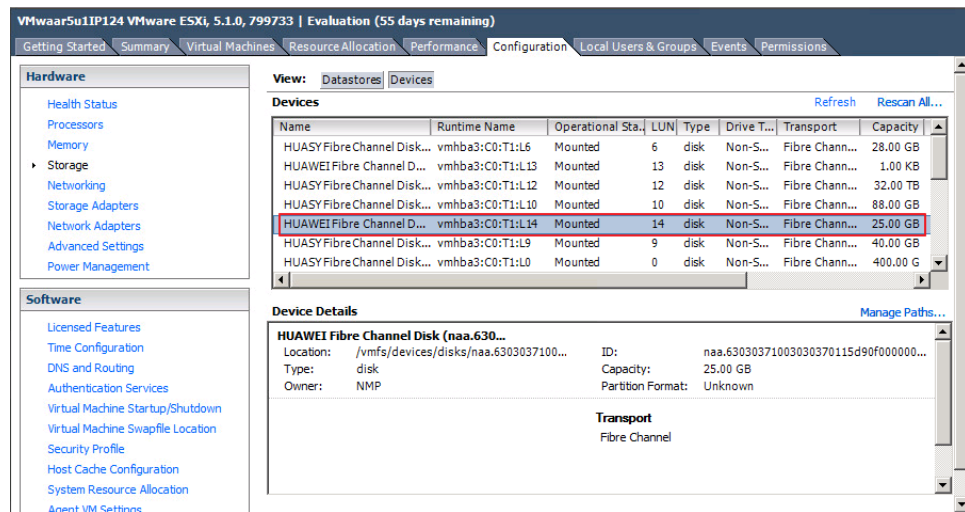 VMwaar5u1IP124 VMware ESXi, 5.1.0, 799733 | Evaluation (55 days remaining)
Getting Started Summary Virtual Machines Resource Allocation Performance Configuration Local Users & Groups Events Permissions
Hardware
Health Status
Processors
Memory
Storage
Networking
Storage Adapters
Network Adapters
Advanced Settings
Power Management
Software
Licensed Features
Time Configuration
DNS and Routing
Authentication Services
Virtual Machine Startup/Shutdown
Virtual Machine Swapfile Location
Security Profile
Host Cache Configuration
System Resource Allocation
Agent VM Settings
View: Datastores Devices
Devices Refresh Rescan All...
Name Runtime Name Operational Sta.. LUN Type Drive T... Transport Capacity
HUASY Fibre Channel Disk... vmhba3:C0:T1:L6 Mounted 6 disk Non-S... Fibre Chann... 28.00 GB
HUAWEI Fibre Channel D... vmhba3:C0:T1:L13 Mounted 13 disk Non-S... Fibre Chann... 1.00 KB
HUASY Fibre Channel Disk... vmhba3:C0:T1:L12 Mounted 12 disk Non-S... Fibre Chann... 32.00 TB
HUASY Fibre Channel Disk... vmhba3:C0:T1:L10 Mounted 10 disk Non-S... Fibre Chann... 88.00 GB
HUAWEI Fibre Channel D... vmhba3:C0:T1:L14 Mounted 14 disk Non-S... Fibre Chann... 25.00 GB
HUASY Fibre Channel Disk... vmhba3:C0:T1:L9 Mounted 9 disk Non-S... Fibre Chann... 40.00 GB
HUASY Fibre Channel Disk... vmhba3:C0:T1:L0 Mounted 0 disk Non-S... Fibre Chann... 400.00 G
Device Details Manage Paths...
HUAWEI Fibre Channel Disk (naa.630...
Location: /vmfs/devices/disks/naa.6303037100... ID: naa.63030371003030370115d90f000000...
Type: disk Capacity: 25.00 GB
Owner: NMP Partition Format: Unknown
Transport
Fibre Channel